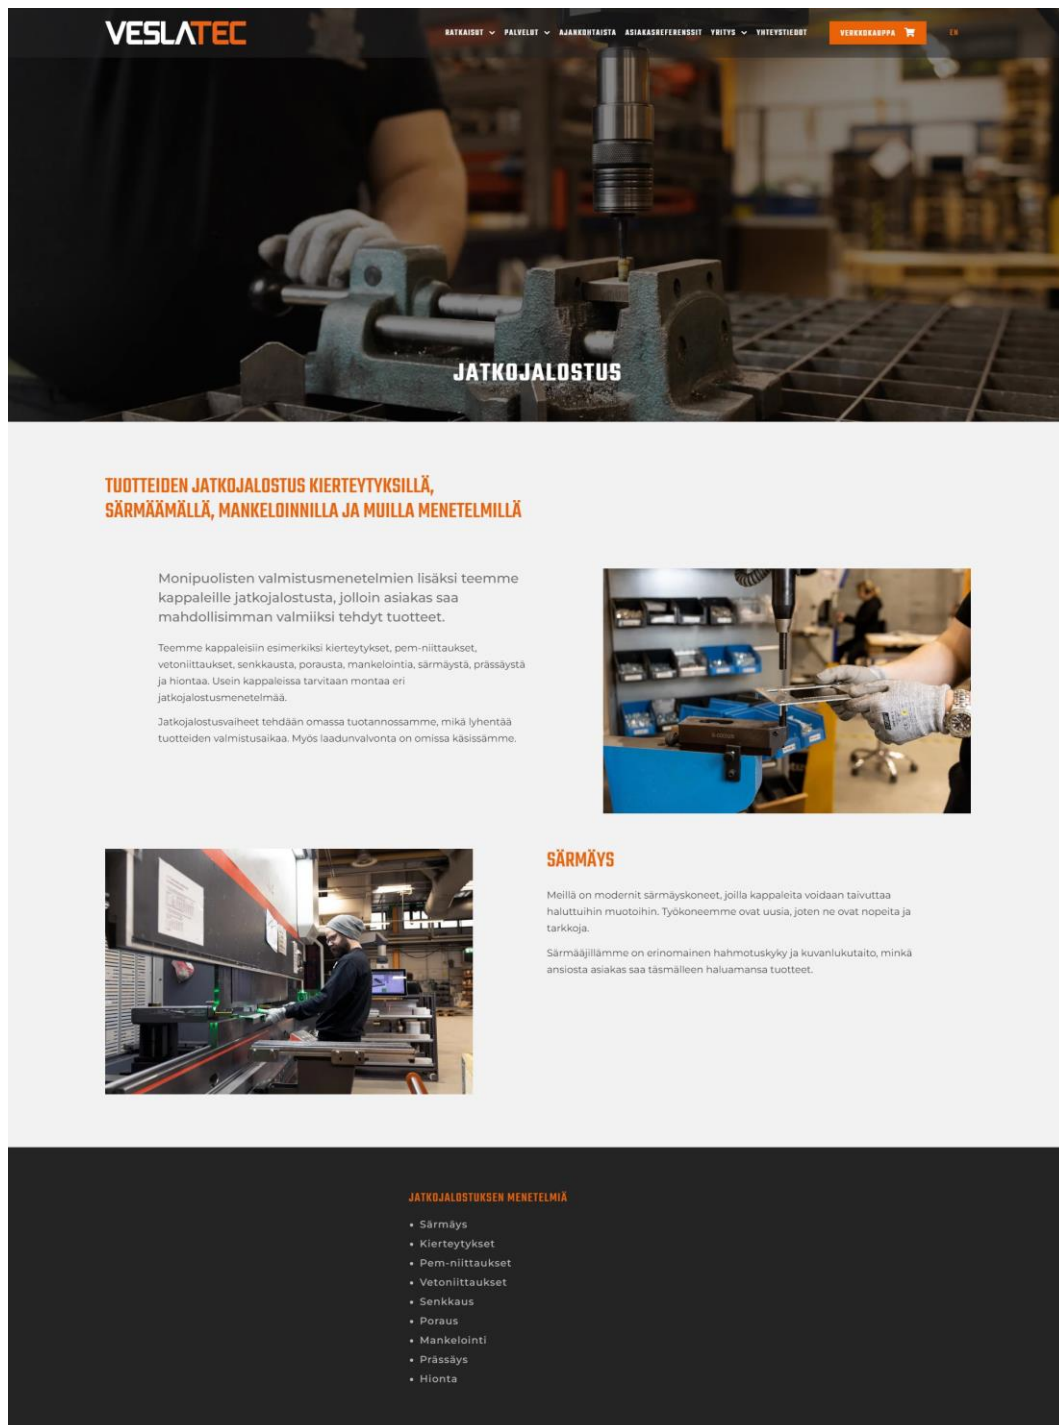 VESLATEC
RATKAISUT PALVELUT AJANKOHTAISTA ASIAKASREFERENSSIT YRITYS YHTEYSTIEDOT VERKKOKAUPPA EN
JATKOJALOSTUS
TUOTTEIDEN JATKOJALOSTUS KIERTEYTYKSILLÄ,
SÄRMÄÄMÄLLÄ, MANKELOINNILLA JA MUILLA MENETELMILLÄ
Monipuolisten valmistusmenetelmien lisäksi teemme
kappaleille jatkojalostusta, jolloin asiakas saa
mahdollisimman valmiiksi tehdyt tuotteet.
Teemme kappaleisiin esimerkiksi kierteytykset, pem-niittaukset,
vetoniittaukset, senkkausta, porausta, mankelointia, särmäystä, prässäystä
ja hiontaa. Usein kappaleissa tarvitaan montaa eri
jatkojalostusmenetelmää.
Jatkojalostusvaiheet tehdään omassa tuotannossamme, mikä lyhentää
tuotteiden valmistusaikaa. Myös laadunvalvonta on omissa käsissämme.
SÄRMÄYS
Meillä on modernit särmäyskoneet, joilla kappaleita voidaan taivuttaa
haluttuihin muotoihin. Työkoneemme ovat uusia, joten ne ovat nopeita ja
tarkkoja.
Särmääjillämme on erinomainen hahmotuskyky ja kuvanlukutaito, minkä
ansiosta asiakas saa täsmälleen haluamansa tuotteet.
JATKOJALOSTUKSEN MENETELMIÄ
• Särmäys
• Kierteytykset
• Pem-niittaukset
• Vetoniittaukset
• Senkkaus
• Poraus
• Mankelointi
• Prässäys
• Hionta